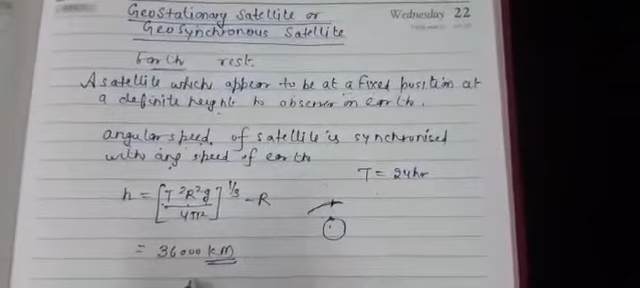 GeoStationary Satellite or
Wednesday 22
GeoSynchronous Satellite
Earth rest.
A satellite which appear to be at a fixed position at
a definite height to observer in earth.
angular speed of satellite is synchronised
with ang speed of earth
T = 24hr
h = [T²R²g / 4π²]^1/3 - R
= 36000 km